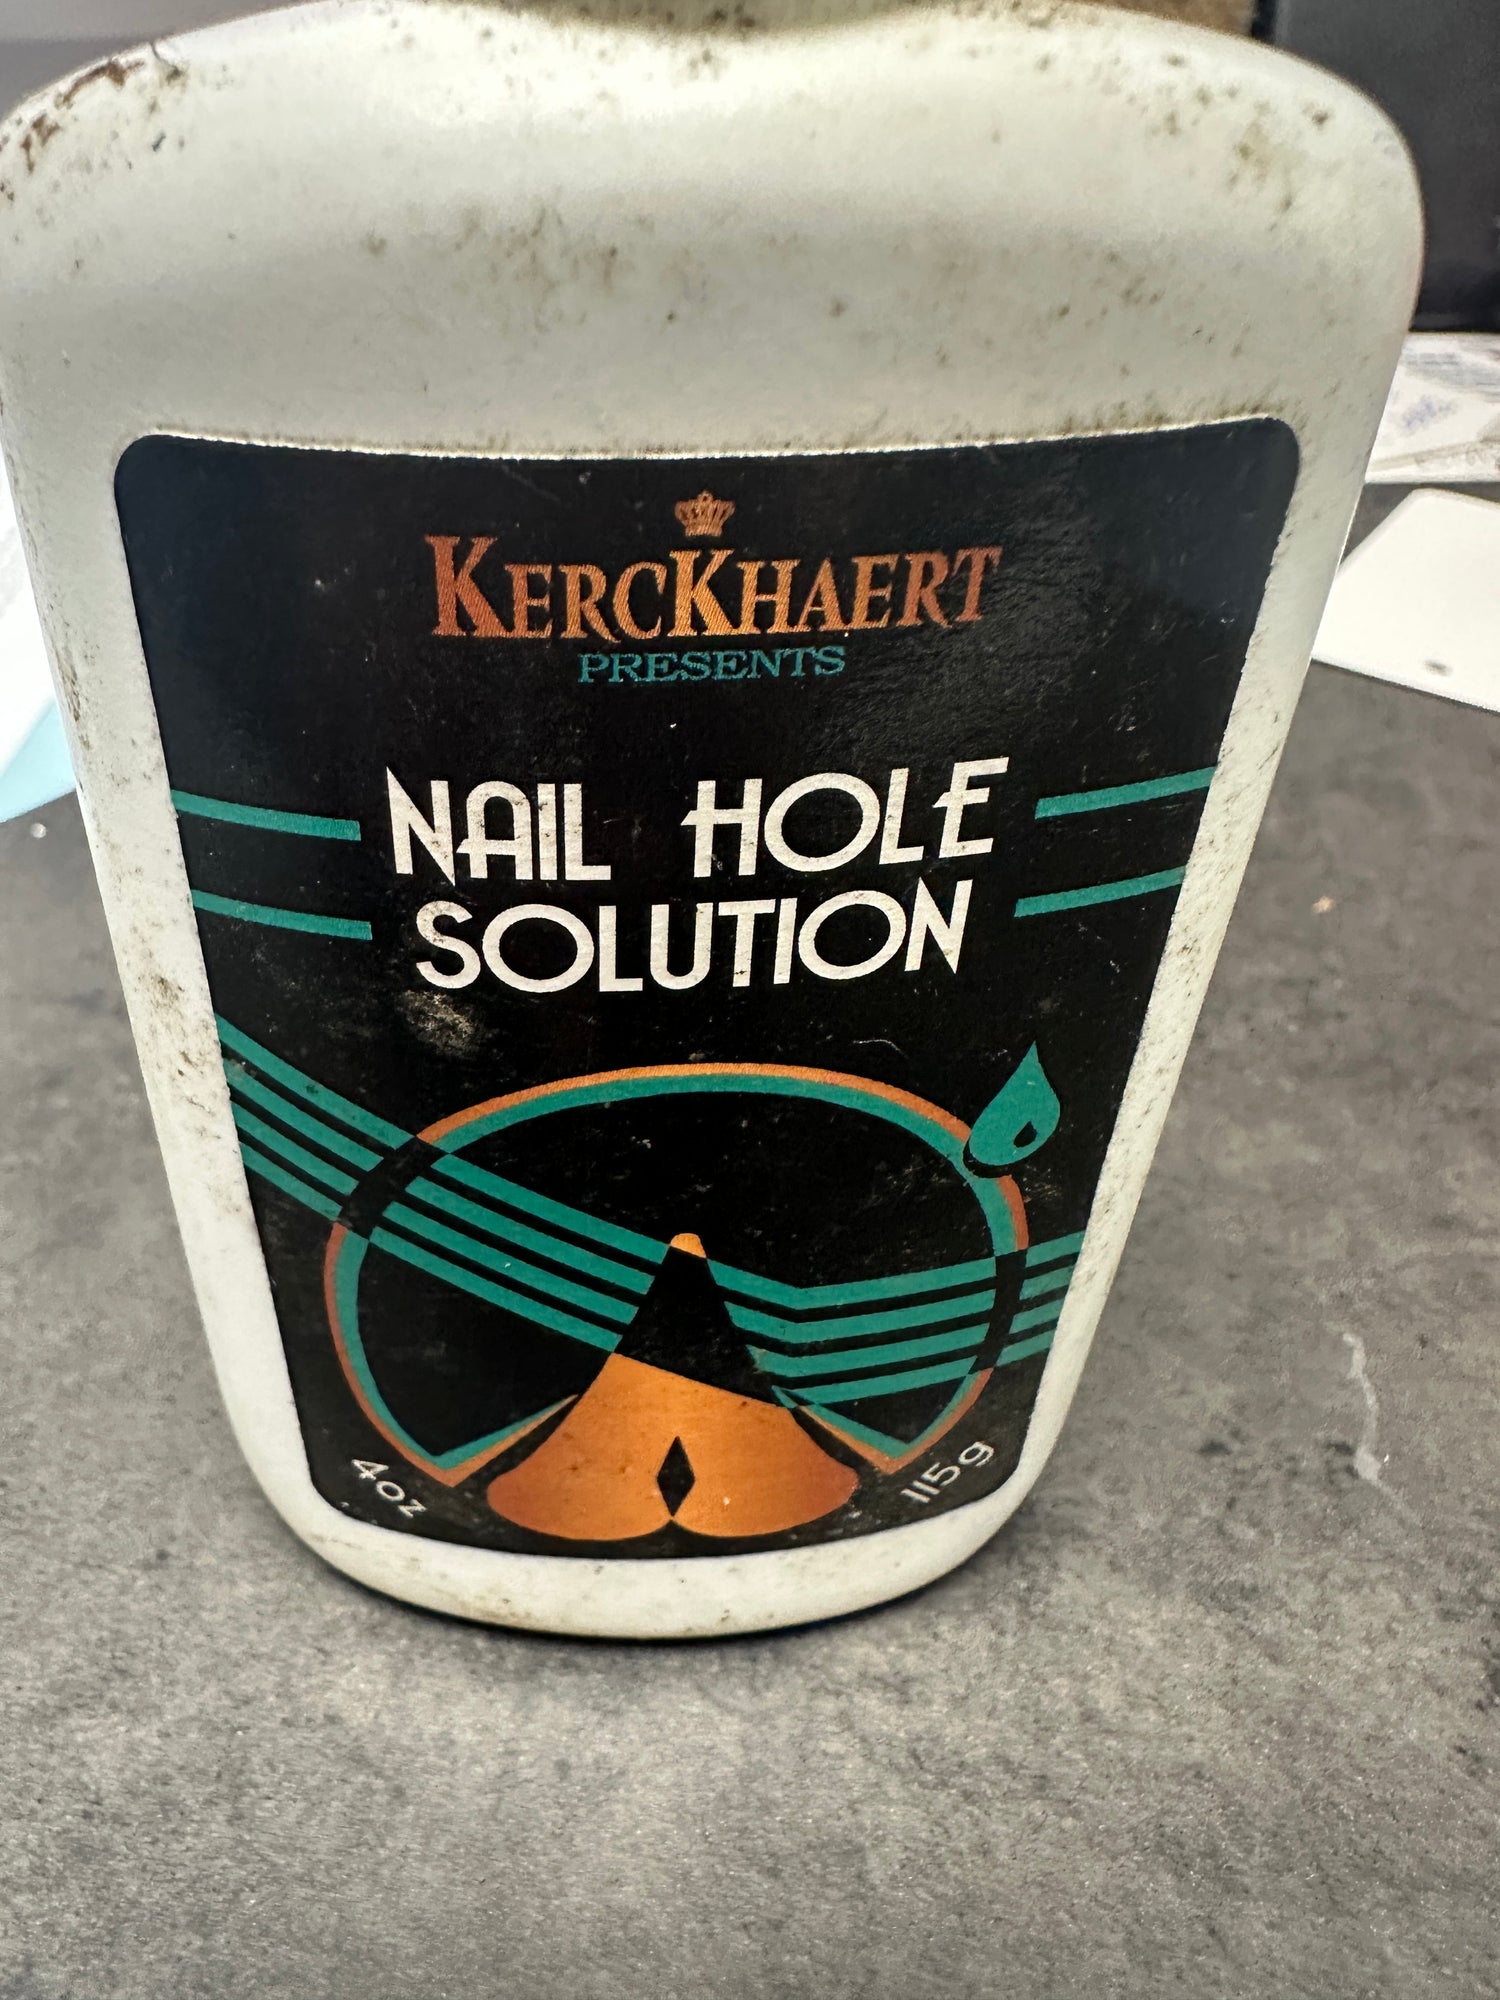 KERCKHAERT
PRESENTS
NAIL HOLE
SOLUTION
4oz
115g